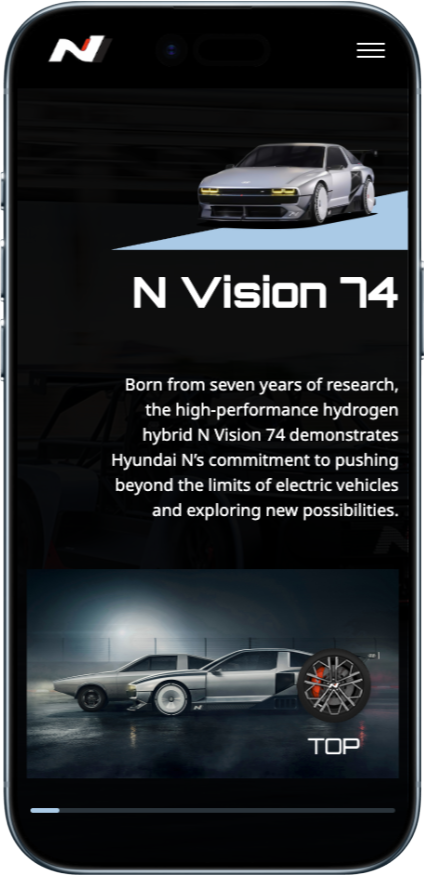 N Vision 74
Born from seven years of research,
the high-performance hydrogen
hybrid N Vision 74 demonstrates
Hyundai N's commitment to pushing
beyond the limits of electric vehicles
and exploring new possibilities.
TOP